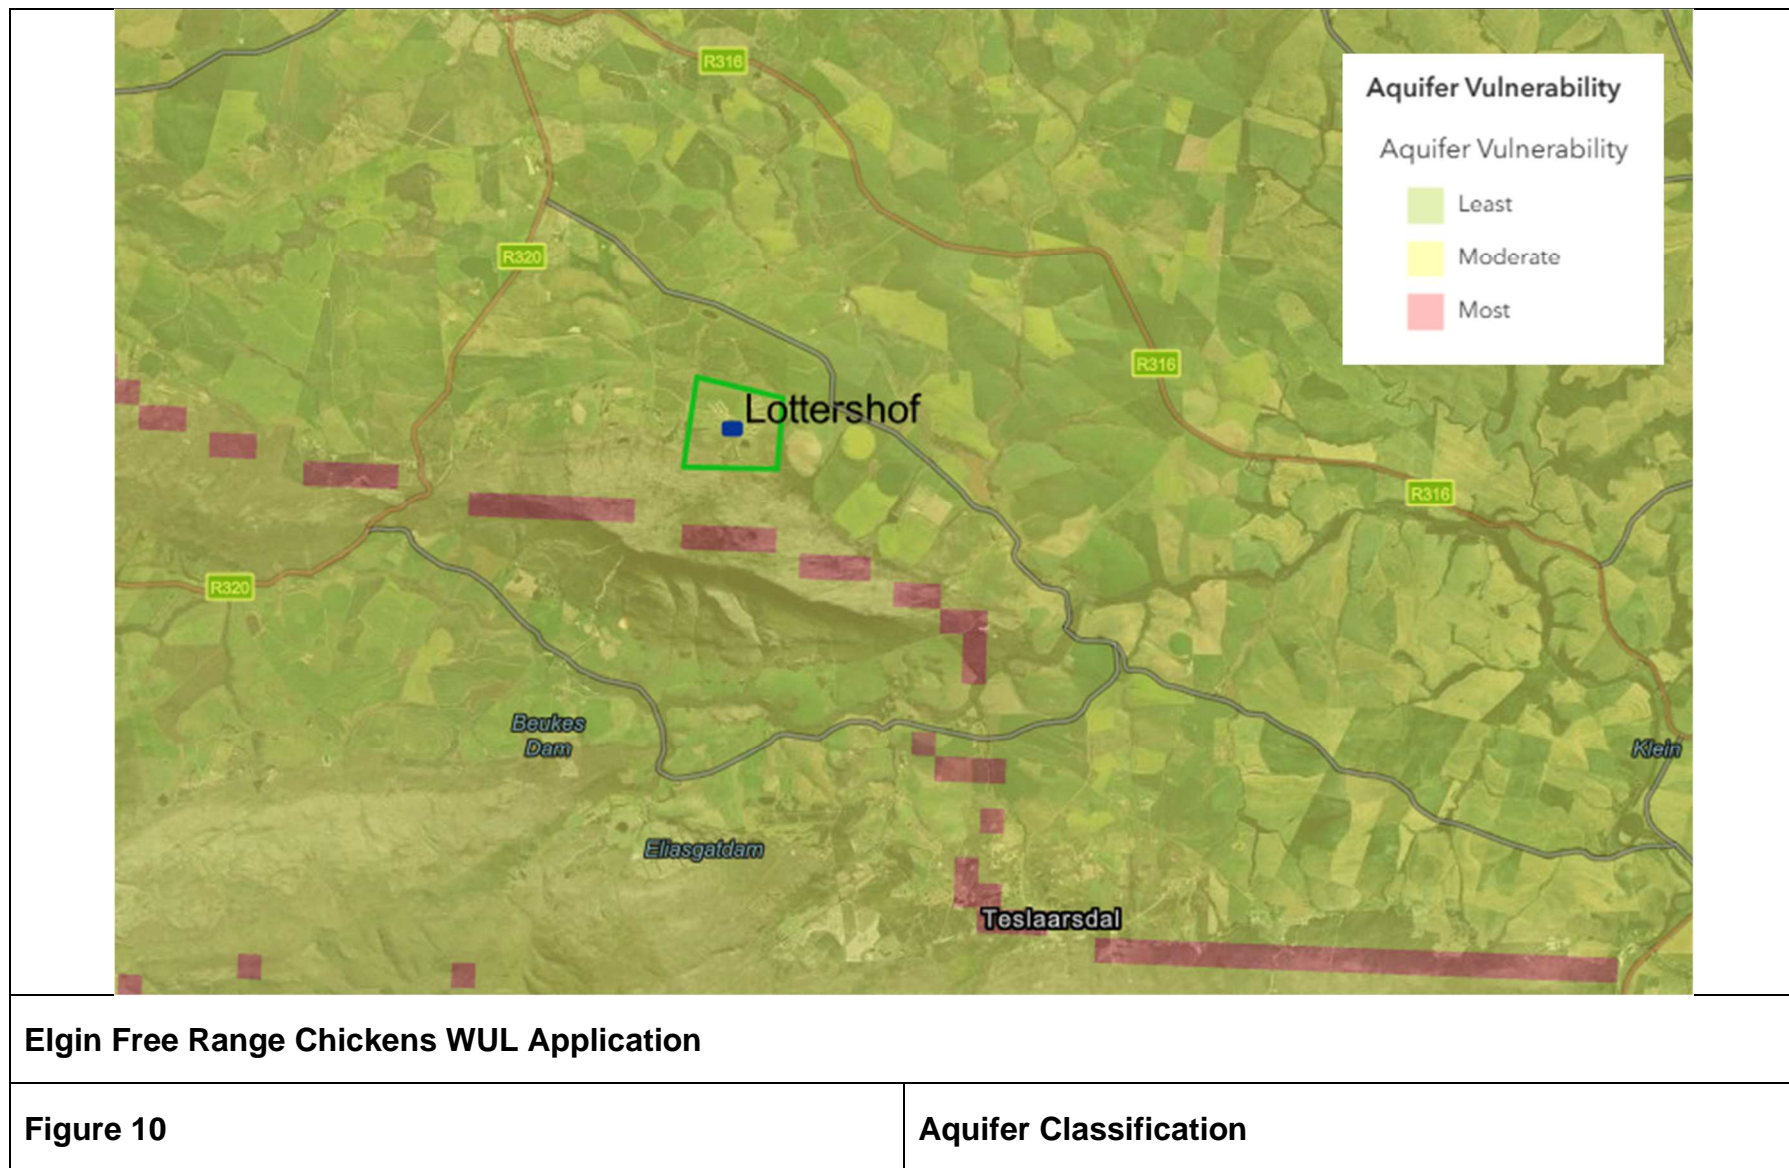 R316
Aquifer Vulnerability
Aquifer Vulnerability
Least
Moderate
Most
R320
R316
Lottershof
R316
R320
Beukes
Dam
Klein
Eliasgatdam
Teslaarsdal
Elgin Free Range Chickens WUL Application
Figure 10
Aquifer Classification